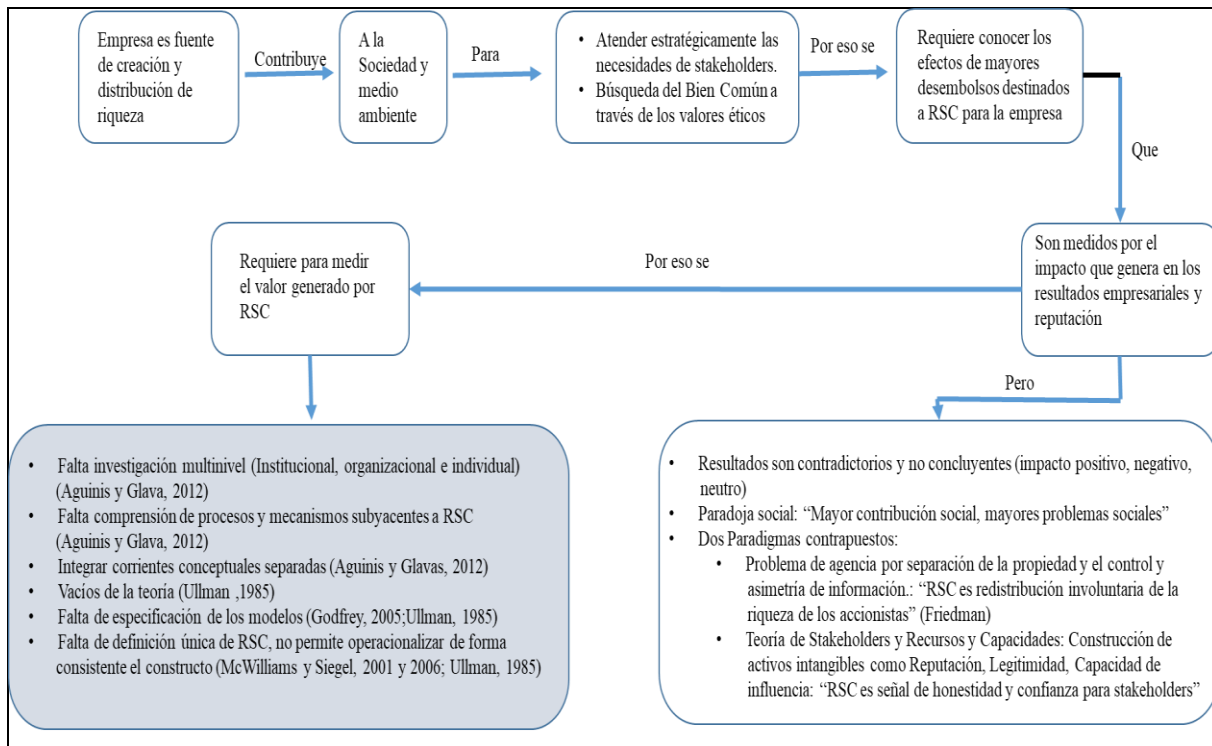 Empresa es fuente
de creación y
distribución de
riqueza
Contribuye
A la
Sociedad y
medio
ambiente
Para
• Atender estratégicamente las
necesidades de stakeholders.
• Búsqueda del Bien Común a
través de los valores éticos
Por eso se
Requiere conocer los
efectos de mayores
desembolsos destinados
a RSC para la empresa
Que
Son medidos por el
impacto que genera en los
resultados empresariales y
reputación
Por eso se
Requiere para medir
el valor generado por
RSC
Pero
• Falta investigación multinivel (Institucional, organizacional e individual)
(Aguinis y Glava, 2012)
• Falta comprensión de procesos y mecanismos subyacentes a RSC
(Aguinis y Glava, 2012)
• Integrar corrientes conceptuales separadas (Aguinis y Glavas, 2012)
• Vacíos de la teoría (Ullman ,1985)
• Falta de especificación de los modelos (Godfrey, 2005;Ullman, 1985)
• Falta de definición única de RSC, no permite operacionalizar de forma
consistente el constructo (McWilliams y Siegel, 2001 y 2006; Ullman, 1985)
• Resultados son contradictorios y no concluyentes (impacto positivo, negativo,
neutro)
• Paradoja social: “Mayor contribución social, mayores problemas sociales”
• Dos Paradigmas contrapuestos:
• Problema de agencia por separación de la propiedad y el control y
asimetría de información.: “RSC es redistribución involuntaria de la
riqueza de los accionistas” (Friedman)
• Teoría de Stakeholders y Recursos y Capacidades: Construcción de
activos intangibles como Reputación, Legitimidad, Capacidad de
influencia: “RSC es señal de honestidad y confianza para stakeholders”